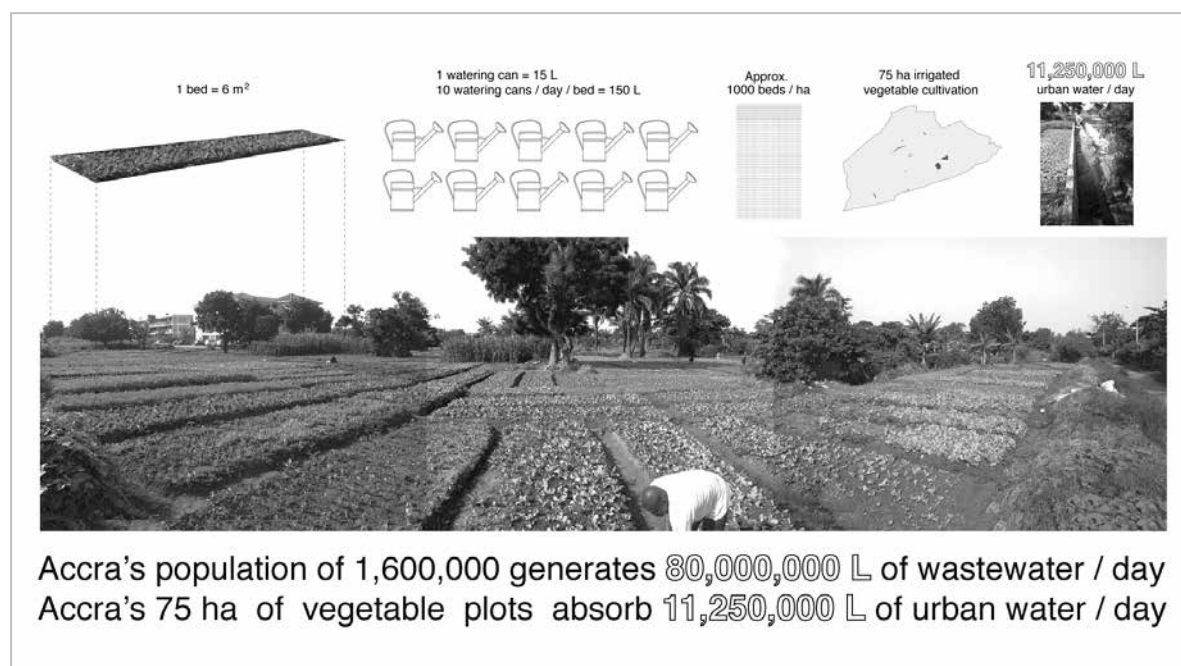 1 bed = 6 m²
1 watering can = 15 L
10 watering cans / day / bed = 150 L
Approx.
1000 beds / ha
75 ha irrigated
vegetable cultivation
11,250,000 L
urban water / day
Accra’s population of 1,600,000 generates 80,000,000 L of wastewater / day
Accra’s 75 ha of vegetable plots absorb 11,250,000 L of urban water / day